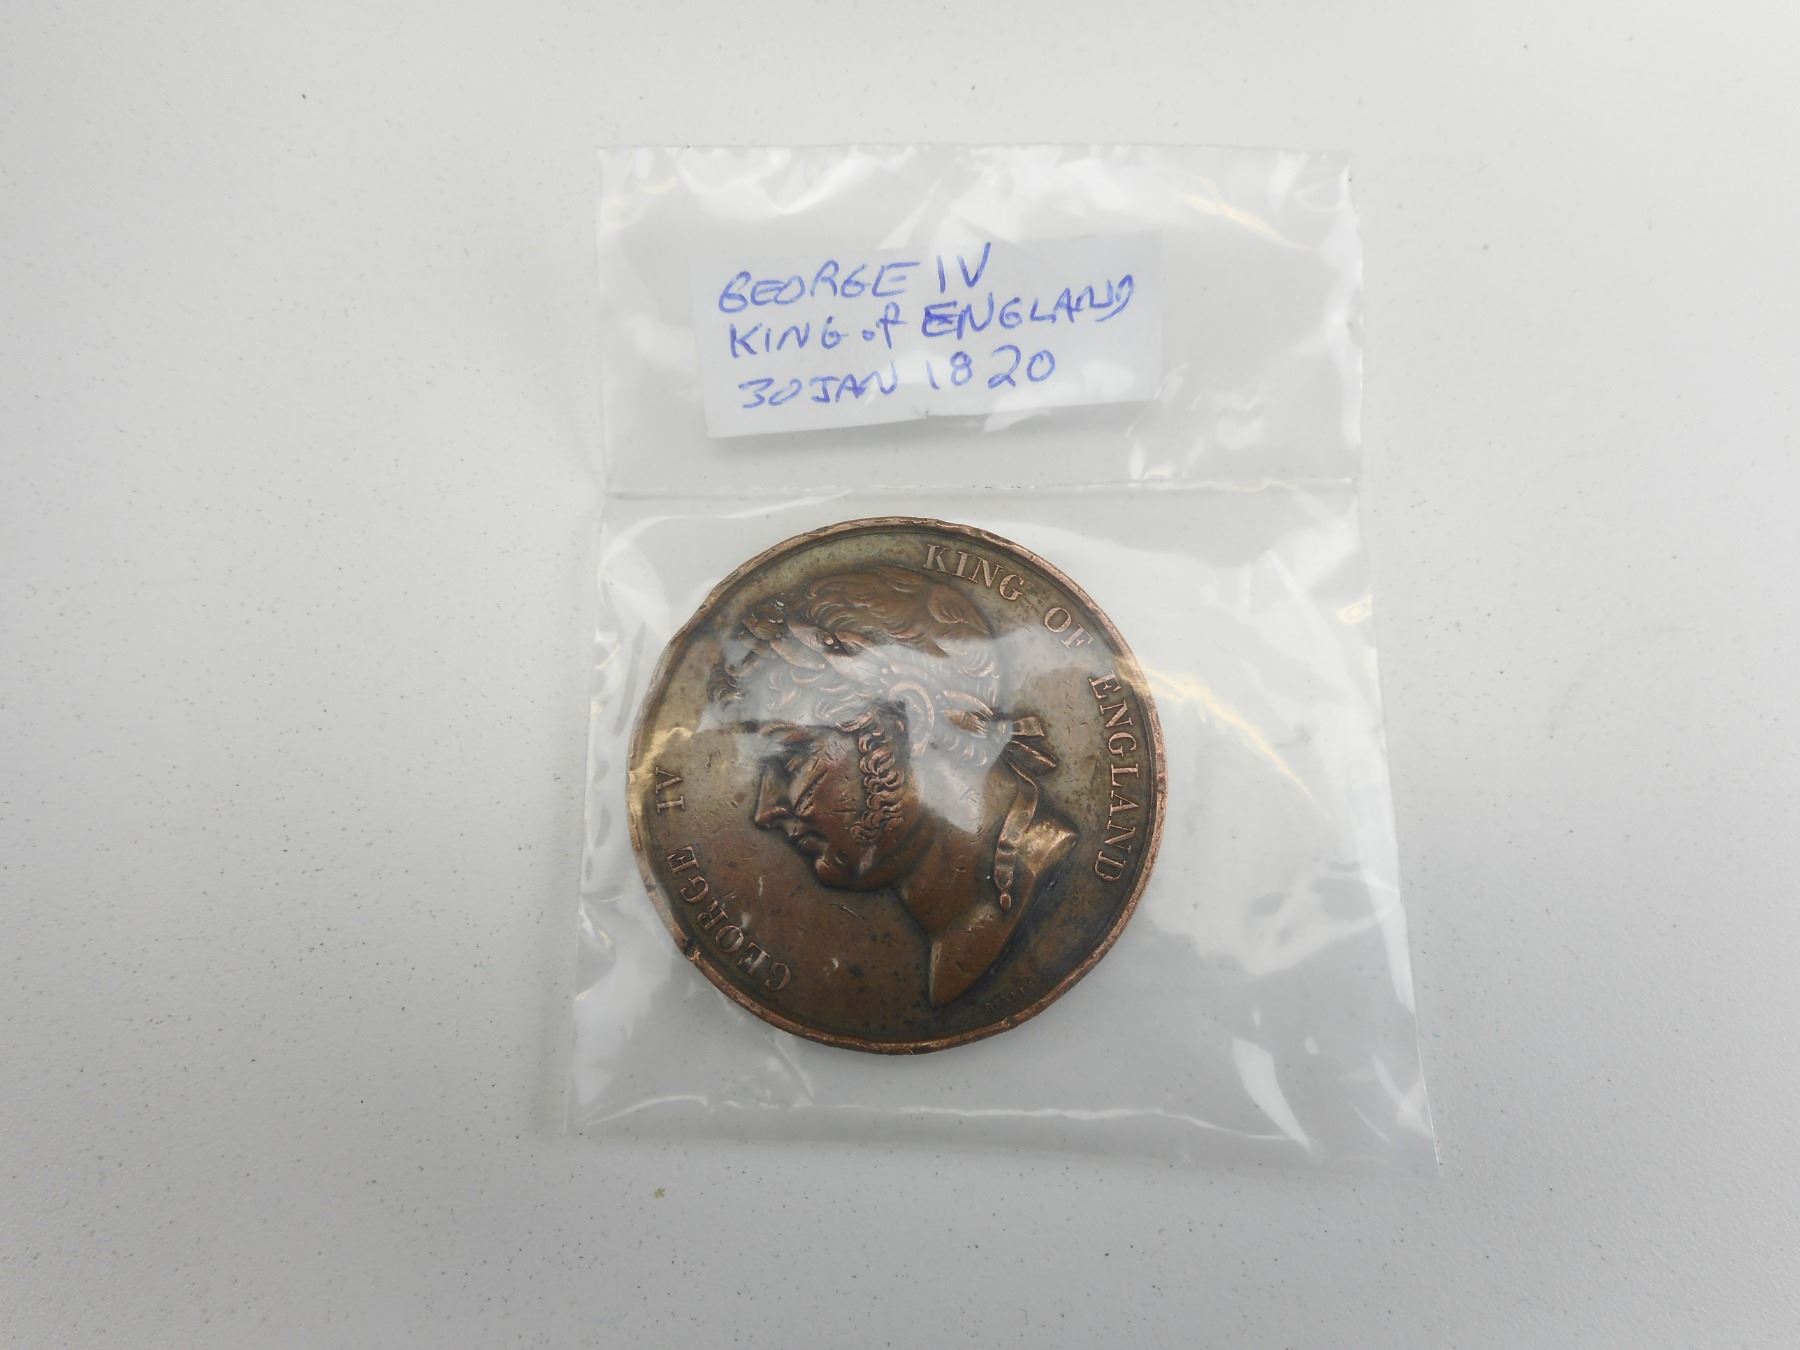 GEORGE IV
KING of ENGLAND
30 JAN 1820
GEORGE IV KING OF ENGLAND